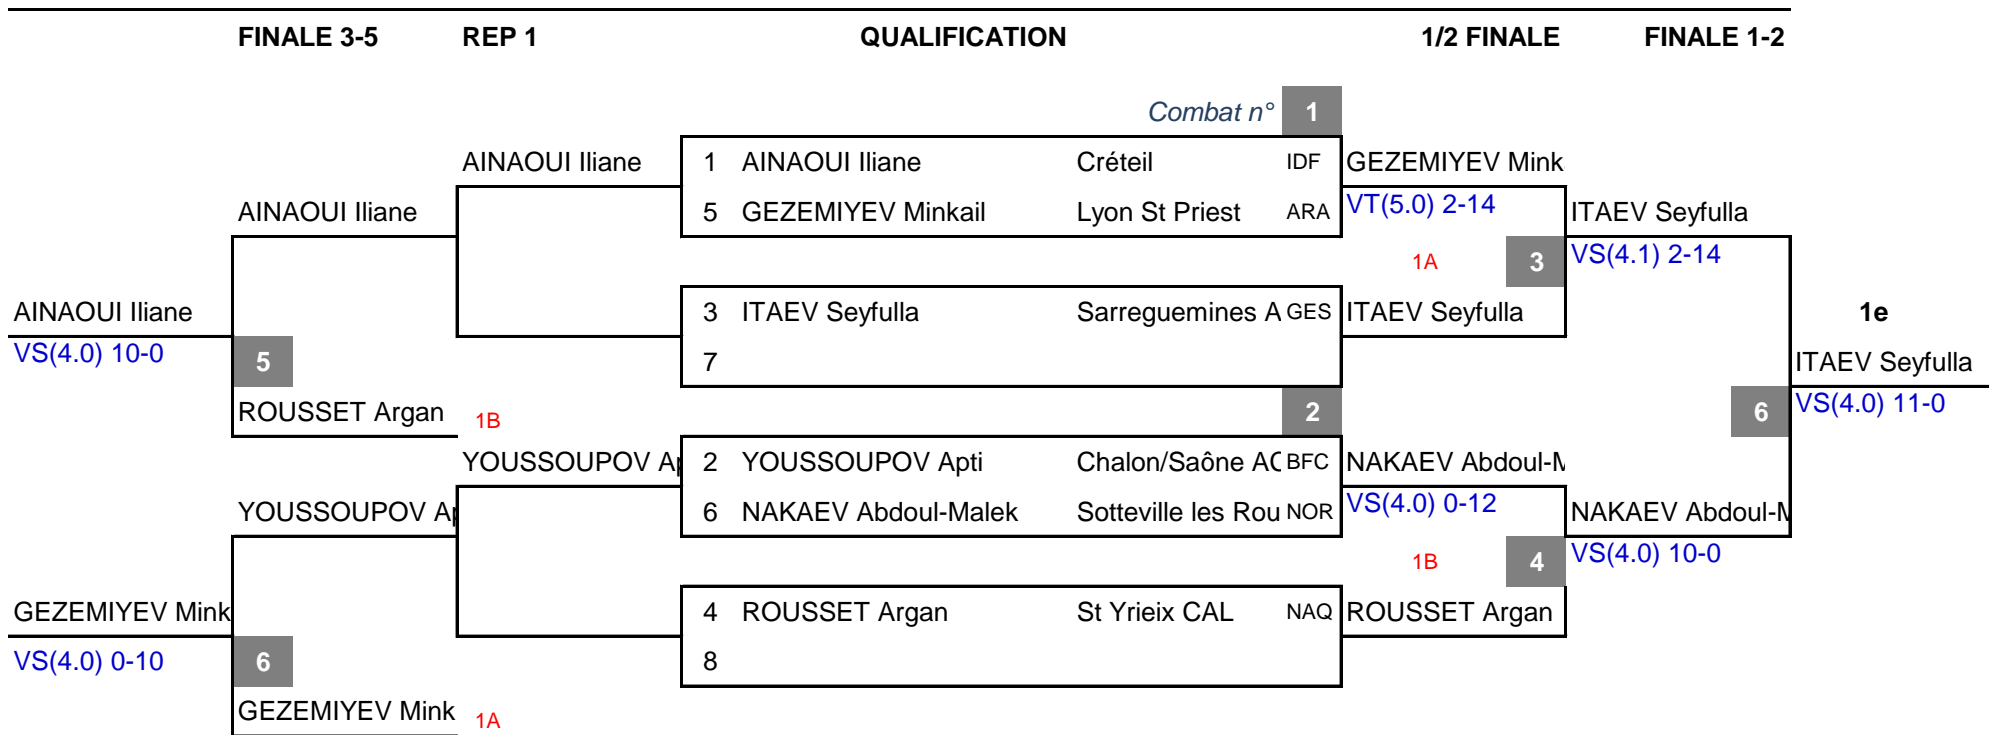 FINALE 3-5 REP 1 QUALIFICATION 1/2 FINALE FINALE 1-2
Combat n° 1
AINAOUI Iliane 1 AINAOUI Iliane Créteil IDF GEZEMIYEV Mink
AINAOUI Iliane 5 GEZEMIYEV Minkail Lyon St Priest ARA VT(5.0) 2-14 ITAEV Seyfulla
1A 3 VS(4.1) 2-14
AINAOUI Iliane 3 ITAEV Seyfulla Sarreguemines A GES ITAEV Seyfulla 1e
VS(4.0) 10-0 5 7 ITAEV Seyfulla
ROUSSET Argan 1B 2 6 VS(4.0) 11-0
YOUSSOUPOV Ap 2 YOUSSOUPOV Apti Chalon/Saône AC BFC NAKAEV Abdoul-M
YOUSSOUPOV Ap 6 NAKAEV Abdoul-Malek Sotteville les Rou NOR VS(4.0) 0-12 NAKAEV Abdoul-M
1B 4 VS(4.0) 10-0
GEZEMIYEV Mink 4 ROUSSET Argan St Yrieix CAL NAQ ROUSSET Argan
VS(4.0) 0-10 6 8
GEZEMIYEV Mink 1A